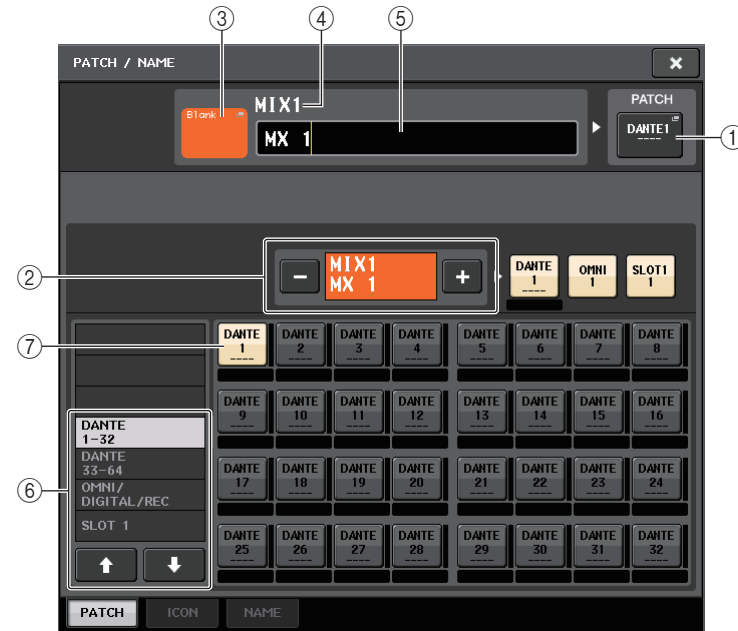 ③ ④ ⑤
PATCH / NAME ×
Blank MIX1 PATCH
MX 1 DANTE1 ---- ①
② − MIX1 + DANTE OMNI SLOT1
MX 1 1 1 1
----
⑦ DANTE DANTE DANTE DANTE DANTE DANTE DANTE DANTE
1 2 3 4 5 6 7 8
---- ---- ---- ---- ---- ---- ---- ----
DANTE DANTE DANTE DANTE DANTE DANTE DANTE DANTE
9 10 11 12 13 14 15 16
---- ---- ---- ---- ---- ---- ---- ----
⑥ DANTE
1-32
DANTE
33-64
OMNI/
DIGITAL/REC
SLOT 1
DANTE DANTE DANTE DANTE DANTE DANTE DANTE DANTE
17 18 19 20 21 22 23 24
---- ---- ---- ---- ---- ---- ---- ----
DANTE DANTE DANTE DANTE DANTE DANTE DANTE DANTE
25 26 27 28 29 30 31 32
---- ---- ---- ---- ---- ---- ---- ----
PATCH ICON NAME